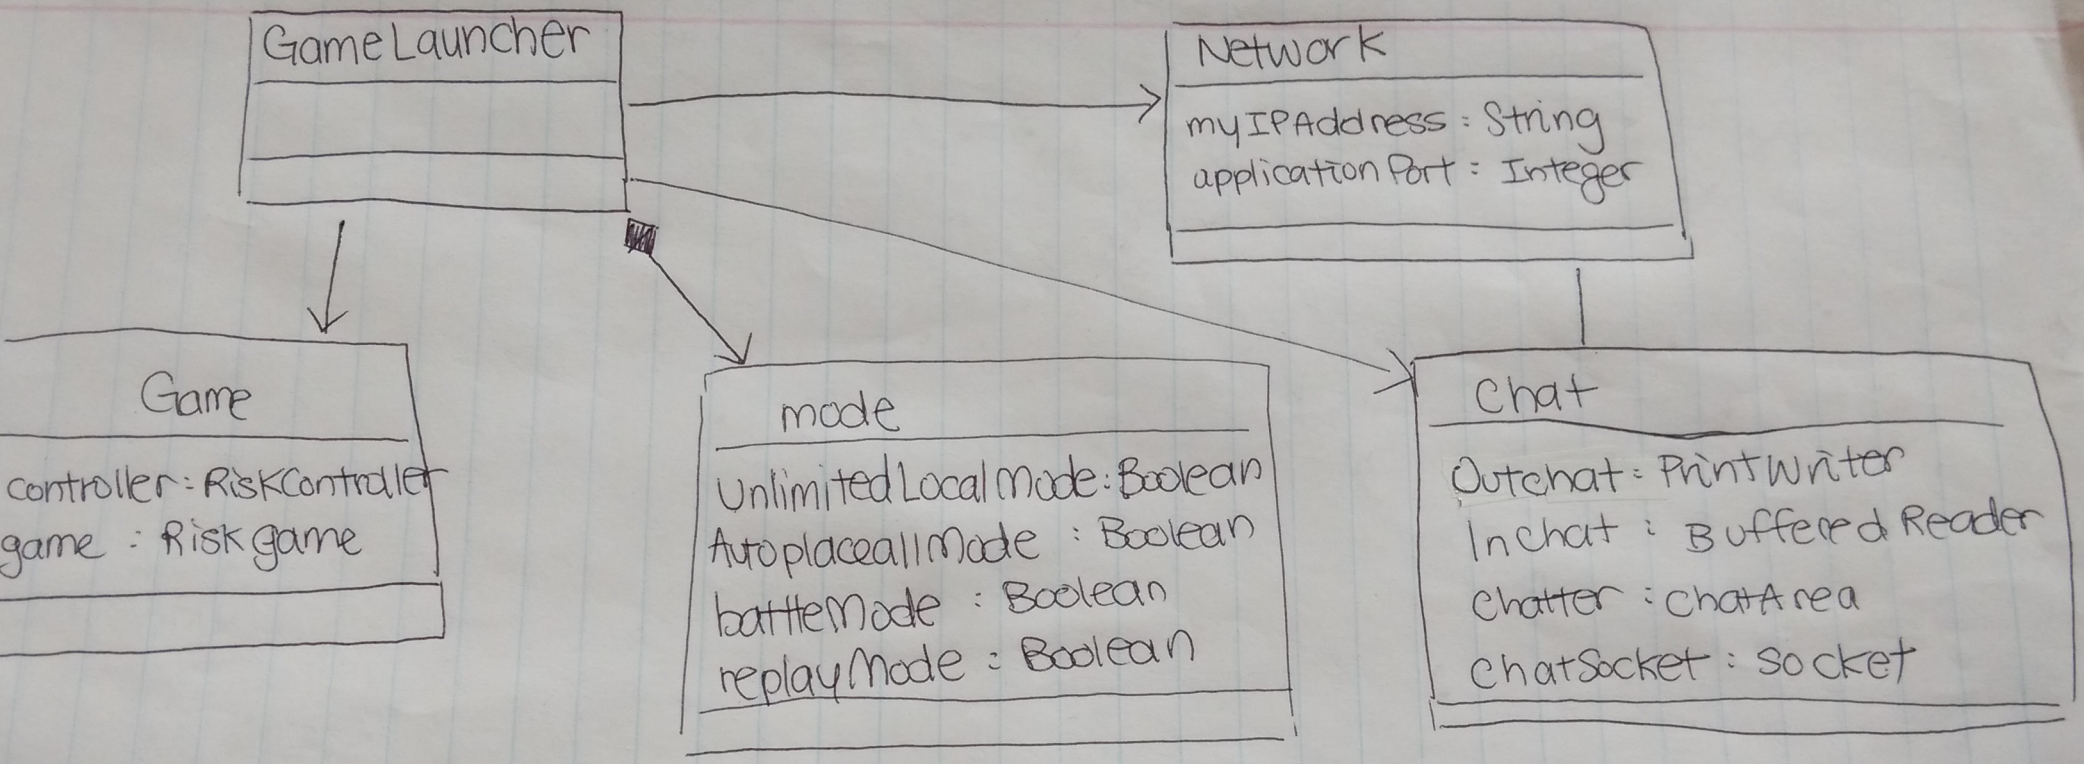 GameLauncher
Network
myIPAddress : String
applicationPort : Integer
Game
controller : RiskController
game : Riskgame
mode
UnlimitedLocalMode : Boolean
AutoplaceallMode : Boolean
battleMode : Boolean
replayMode : Boolean
Chat
Outchat : PrintWriter
Inchat : BufferedReader
Chatter : ChatArea
ChatSocket : Socket